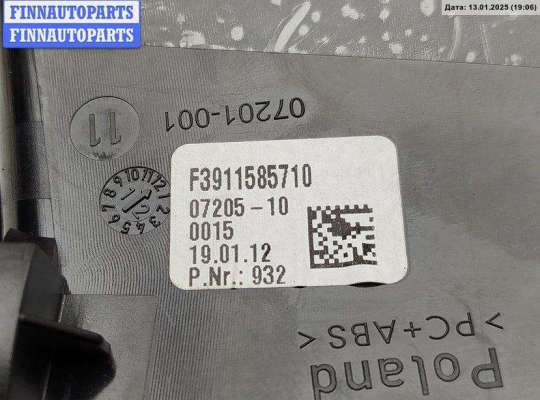 FINNAUTOPARTS
FINNAUTOPARTS
Дата: 13.01.2025 (19:06)
07201-001
11
12
F3911585710
07205-10
0015
19.01.12
P.Nr.: 932
>PC+ABS<
Poland